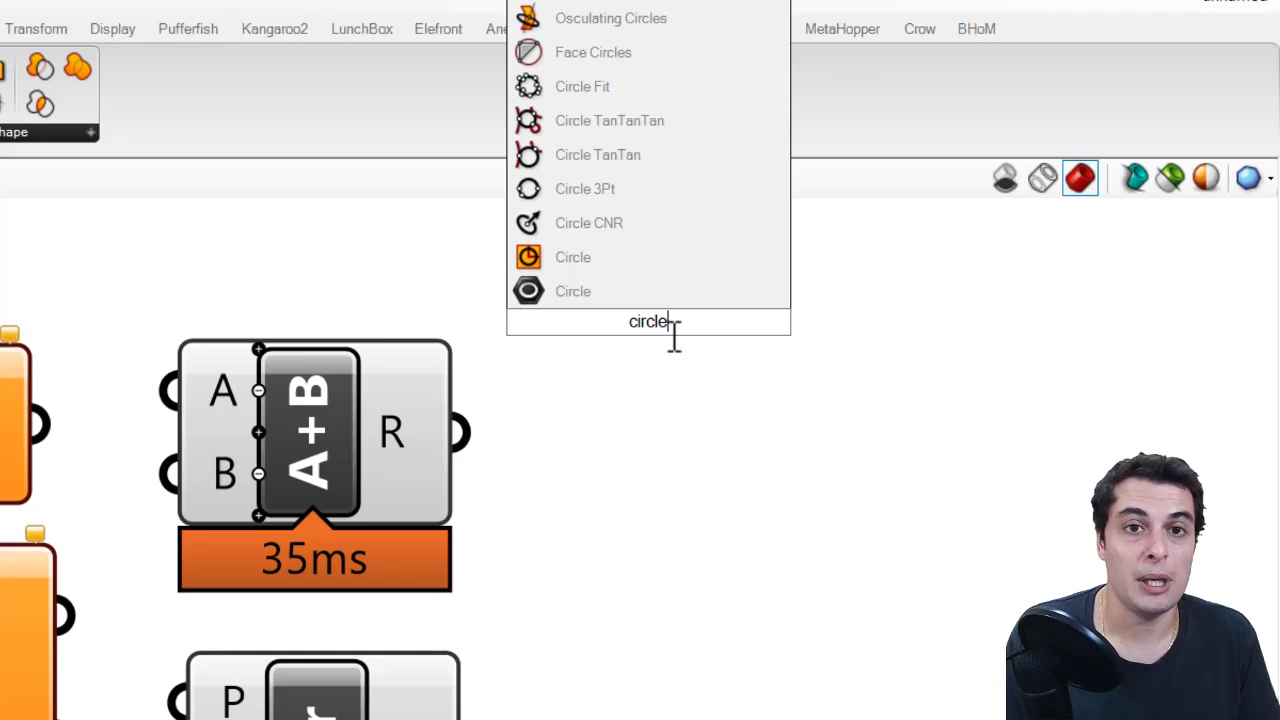 Transform Display Pufferfish Kangaroo2 LunchBox Elefront MetaHopper Crow BHoM
Osculating Circles
Face Circles
Circle Fit
Circle TanTanTan
Circle TanTan
Circle 3Pt
Circle CNR
Circle
Circle
circle
A
B
A+B
R
35ms
P